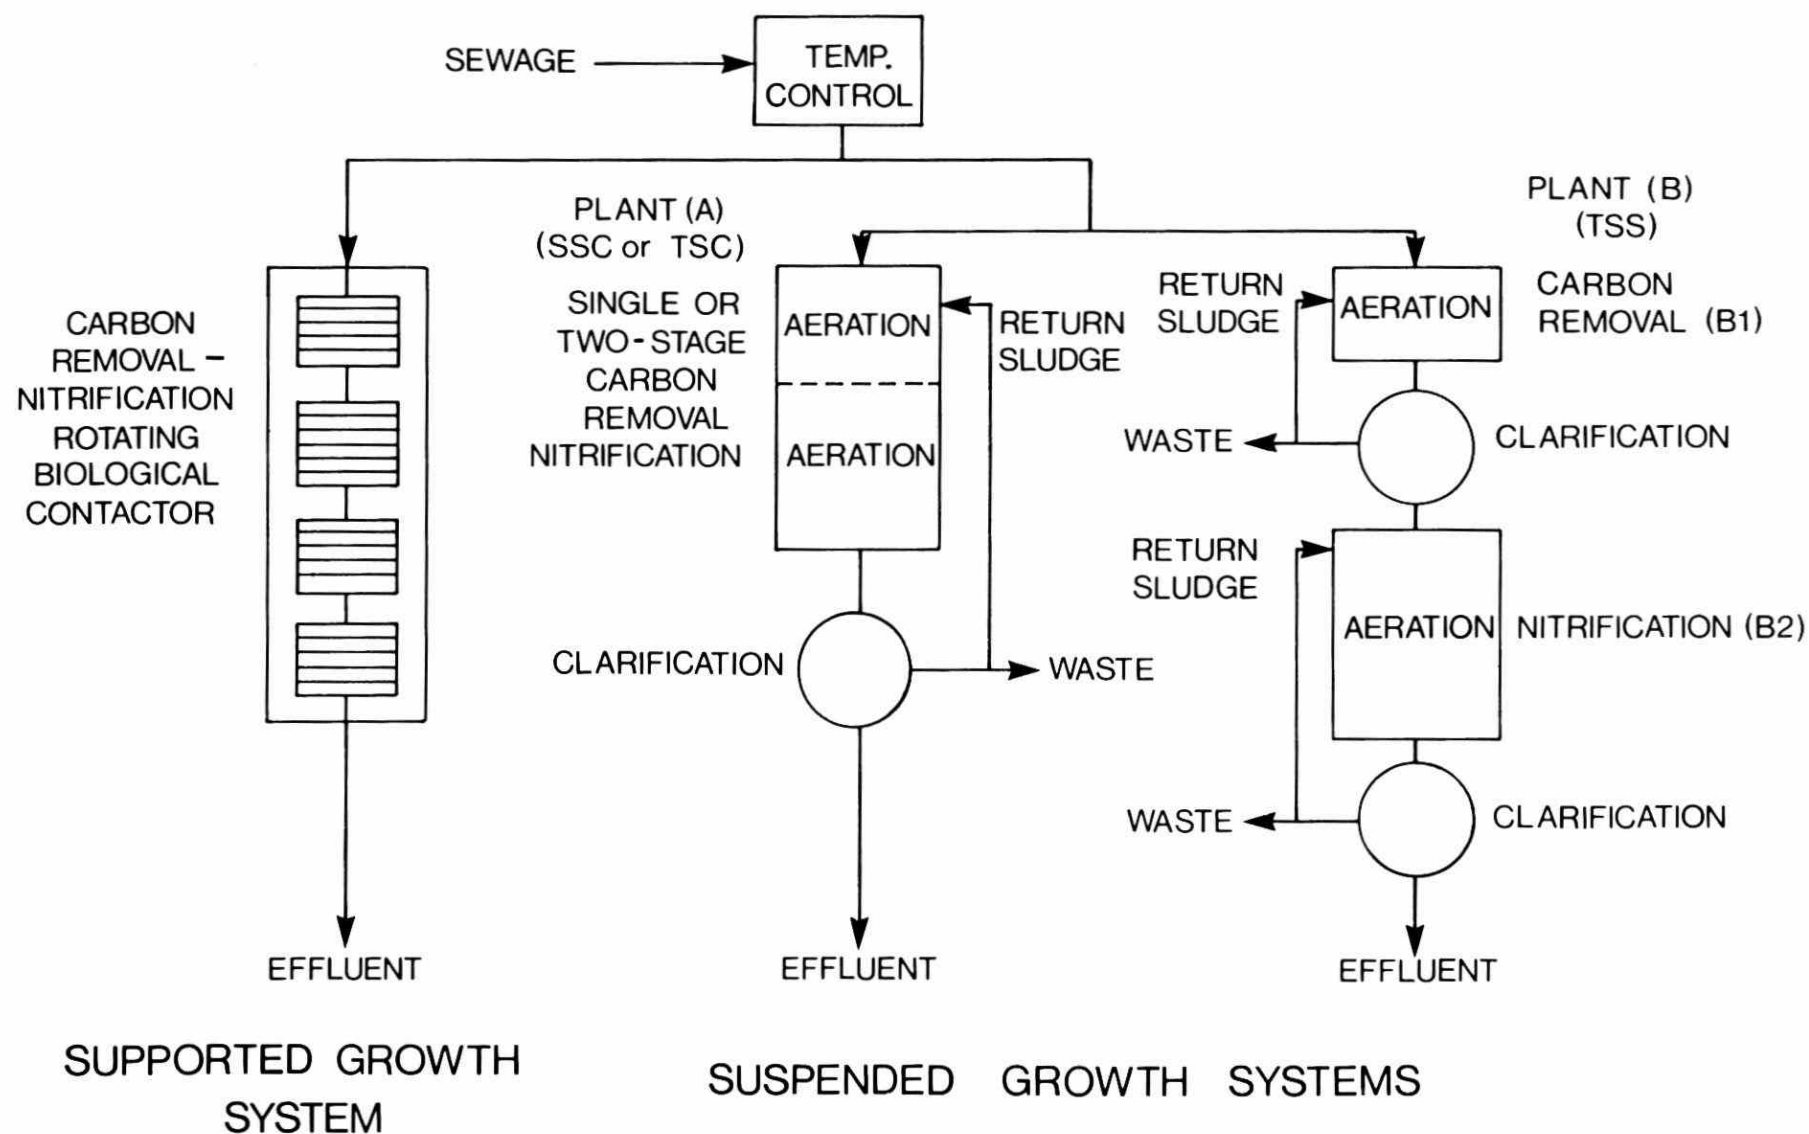 SEWAGE
TEMP.
CONTROL
PLANT (A)
(SSC or TSC)
PLANT (B)
(TSS)
CARBON
REMOVAL -
NITRIFICATION
ROTATING
BIOLOGICAL
CONTACTOR
SINGLE OR
TWO-STAGE
CARBON
REMOVAL
NITRIFICATION
AERATION
AERATION
RETURN
SLUDGE
CLARIFICATION
WASTE
RETURN
SLUDGE
AERATION
CARBON
REMOVAL (B1)
WASTE
CLARIFICATION
RETURN
SLUDGE
AERATION
NITRIFICATION (B2)
WASTE
CLARIFICATION
EFFLUENT
EFFLUENT
EFFLUENT
SUPPORTED GROWTH
SYSTEM
SUSPENDED GROWTH SYSTEMS